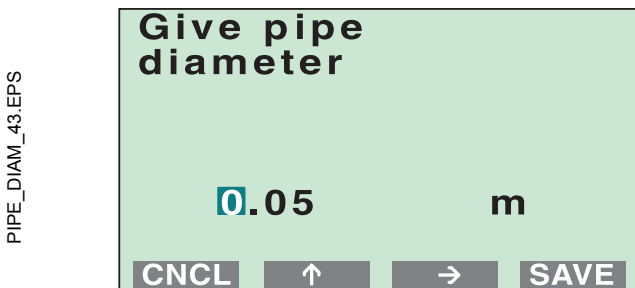 PIPE_DIAM_43.EPS
Give pipe
diameter
0.05 m
CNCL ↑ → SAVE